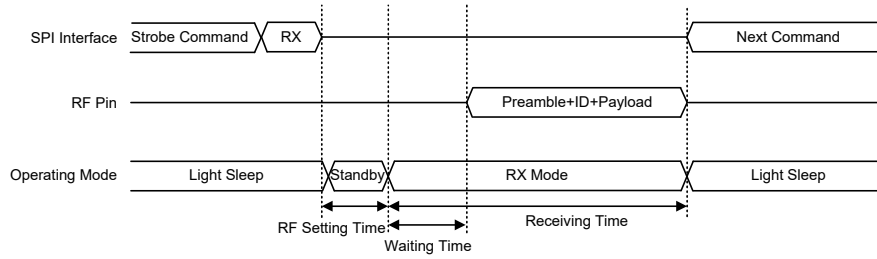 SPI Interface Strobe Command RX Next Command
RF Pin Preamble+ID+Payload
Operating Mode Light Sleep Standby RX Mode Light Sleep
RF Setting Time Receiving Time
Waiting Time